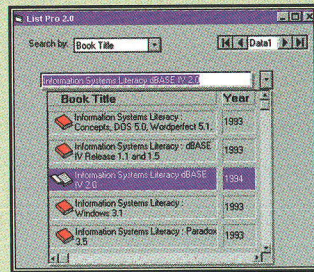 List Pro 2.0
Search by: Book Title
Data1
Information Systems Literacy dBASE IV 2.0
Book Title Year
Information Systems Literacy :
Concepts, DOS 5.0, Wordperfect 5.1,
1993
Information Systems Literacy : dBASE
IV Release 1.1 and 1.5
1993
Information Systems Literacy dBASE
IV 2.0
1994
Information Systems Literacy :
Windows 3.1
1993
Information Systems Literacy : Paradox
3.5
1993